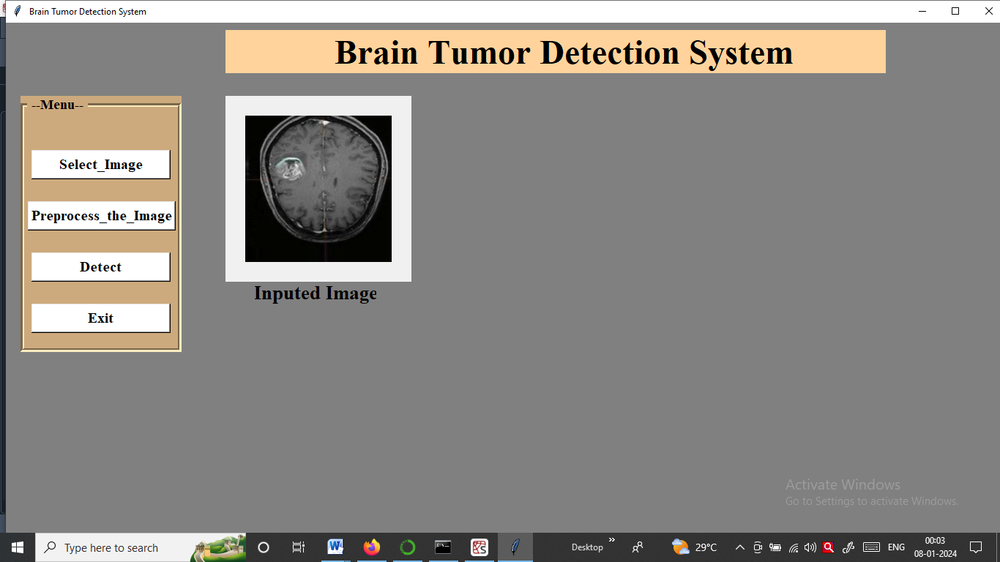 Brain Tumor Detection System
Brain Tumor Detection System
--Menu--
Select_Image
Preprocess_the_Image
Detect
Exit
Inputed Image
Activate Windows
Go to Settings to activate Windows.
Type here to search
Desktop
29°C
ENG
00:03
08-01-2024